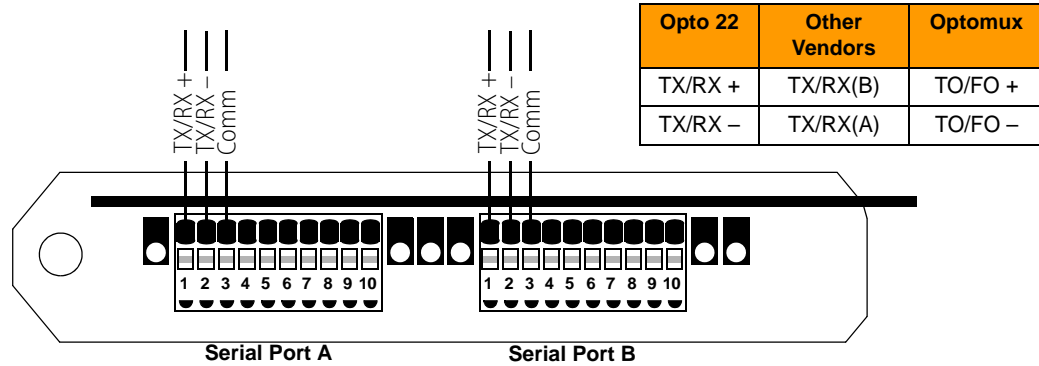 Opto 22 Other Vendors Optomux
TX/RX + TX/RX(B) TO/FO +
TX/RX – TX/RX(A) TO/FO –
TX/RX +
TX/RX –
Comm
TX/RX +
TX/RX –
Comm
1 2 3 4 5 6 7 8 9 10
1 2 3 4 5 6 7 8 9 10
Serial Port A
Serial Port B